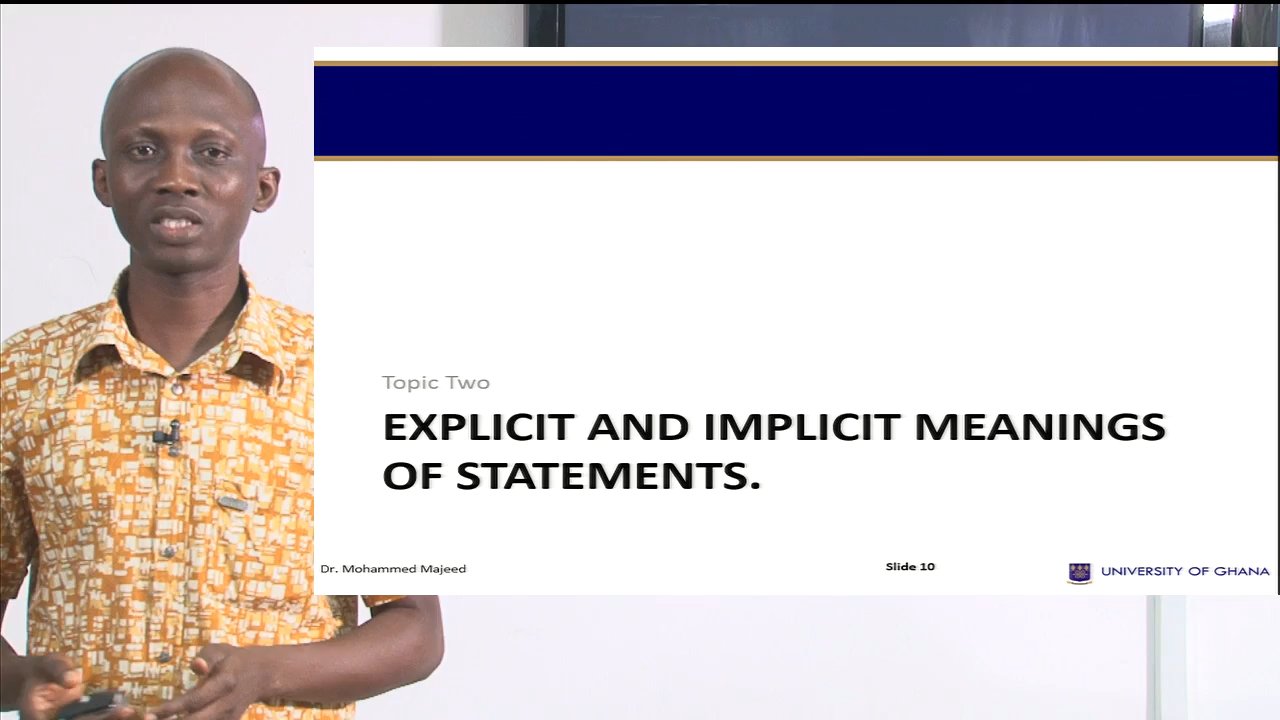 Topic Two
EXPLICIT AND IMPLICIT MEANINGS
OF STATEMENTS.
Dr. Mohammed Majeed
Slide 10
UNIVERSITY OF GHANA